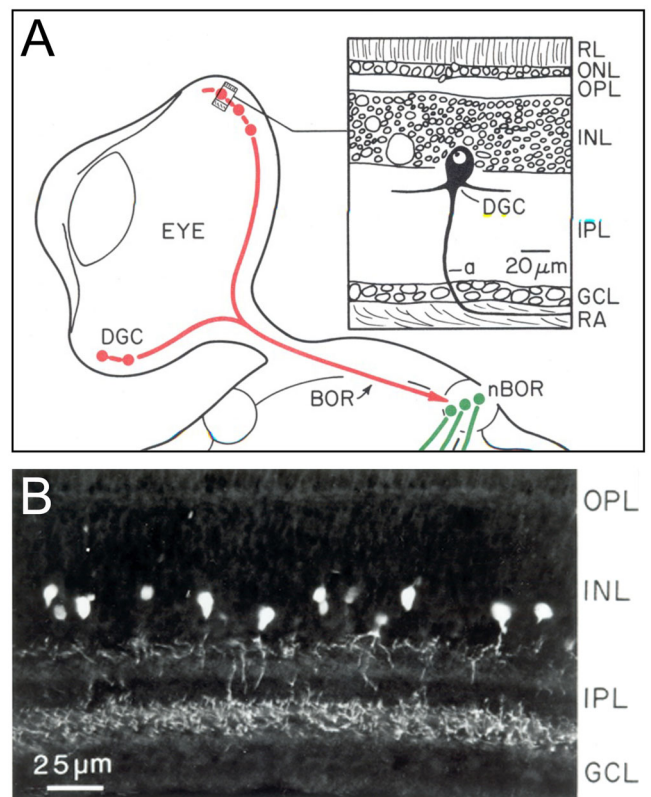 A
RL
ONL
OPL
INL
DGC
IPL
a
20 μm
GCL
RA
EYE
DGC
BOR
nBOR
B
OPL
INL
IPL
25 μm
GCL